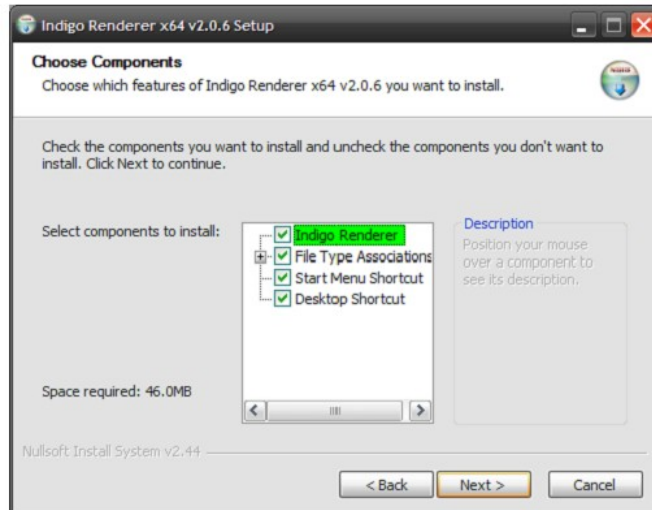 Indigo Renderer x64 v2.0.6 Setup
Choose Components
Choose which features of Indigo Renderer x64 v2.0.6 you want to install.
Check the components you want to install and uncheck the components you don't want to
install. Click Next to continue.
Select components to install:
Indigo Renderer
File Type Associations
Start Menu Shortcut
Desktop Shortcut
Description
Position your mouse
over a component to
see its description.
Space required: 46.0MB
Nullsoft Install System v2.44
< Back
Next >
Cancel